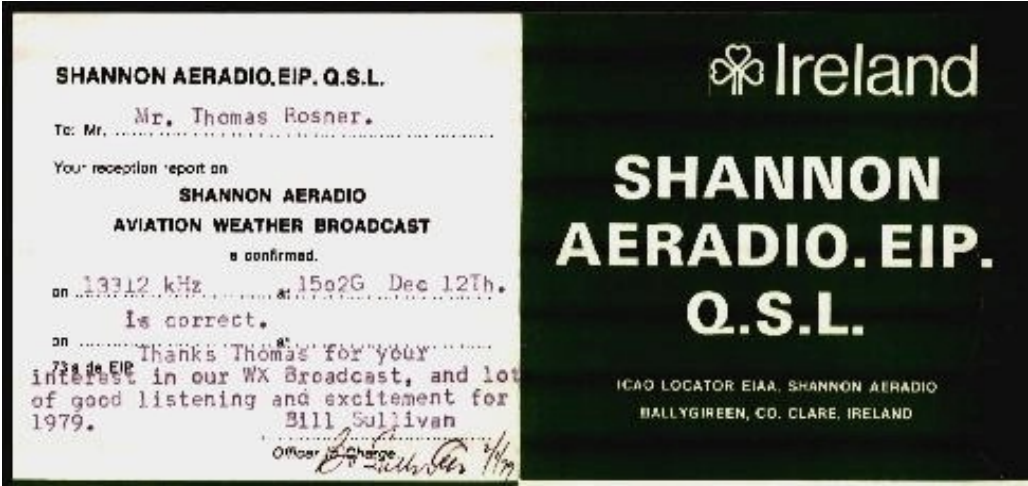 SHANNON AERADIO.EIP. Q.S.L.
To: Mr. Mr. Thomas Rosner.
Your reception report on
SHANNON AERADIO
AVIATION WEATHER BROADCAST
is confirmed.
on 13312 kHz at 1502G Dec 12Th.
Is correct.
on at
Thanks Thomas for your
73s de EIP
interest in our WX Broadcast, and lot
of good listening and excitement for
1979.
Bill Sullivan
Officer in Charge
Ireland
SHANNON
AERADIO. EIP.
Q.S.L.
ICAO LOCATOR EIAA. SHANNON AERADIO
BALLYGIREEN, CO. CLARE, IRELAND